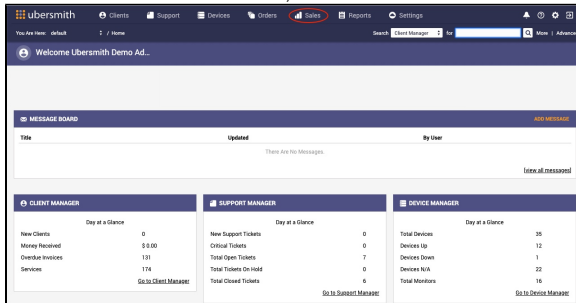 ubersmith Clients Support Devices Orders Sales Reports Settings
You Are Here: default / Home Search Client Manager for More | Advance
Welcome Ubersmith Demo Ad...
MESSAGE BOARD ADD MESSAGE
Title Updated By User
There Are No Messages.
[view all messages]
CLIENT MANAGER
Day at a Glance
New Clients 0
Money Received $ 0.00
Overdue Invoices 131
Services 174
Go to Client Manager
SUPPORT MANAGER
Day at a Glance
New Support Tickets 0
Critical Tickets 0
Total Open Tickets 7
Total Tickets On Hold 0
Total Closed Tickets 6
Go to Support Manager
DEVICE MANAGER
Day at a Glance
Total Devices 35
Devices Up 12
Devices Down 1
Devices N/A 22
Total Monitors 16
Go to Device Manager